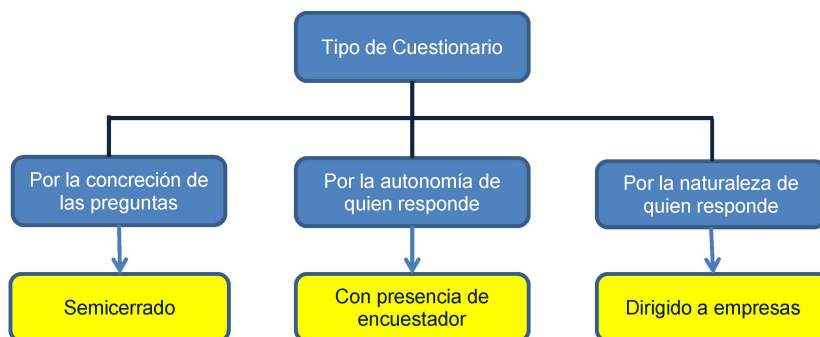 Tipo de Cuestionario
Por la concreción de
las preguntas
Por la autonomía de
quien responde
Por la naturaleza de
quien responde
Semicerrado
Con presencia de
encuestador
Dirigido a empresas